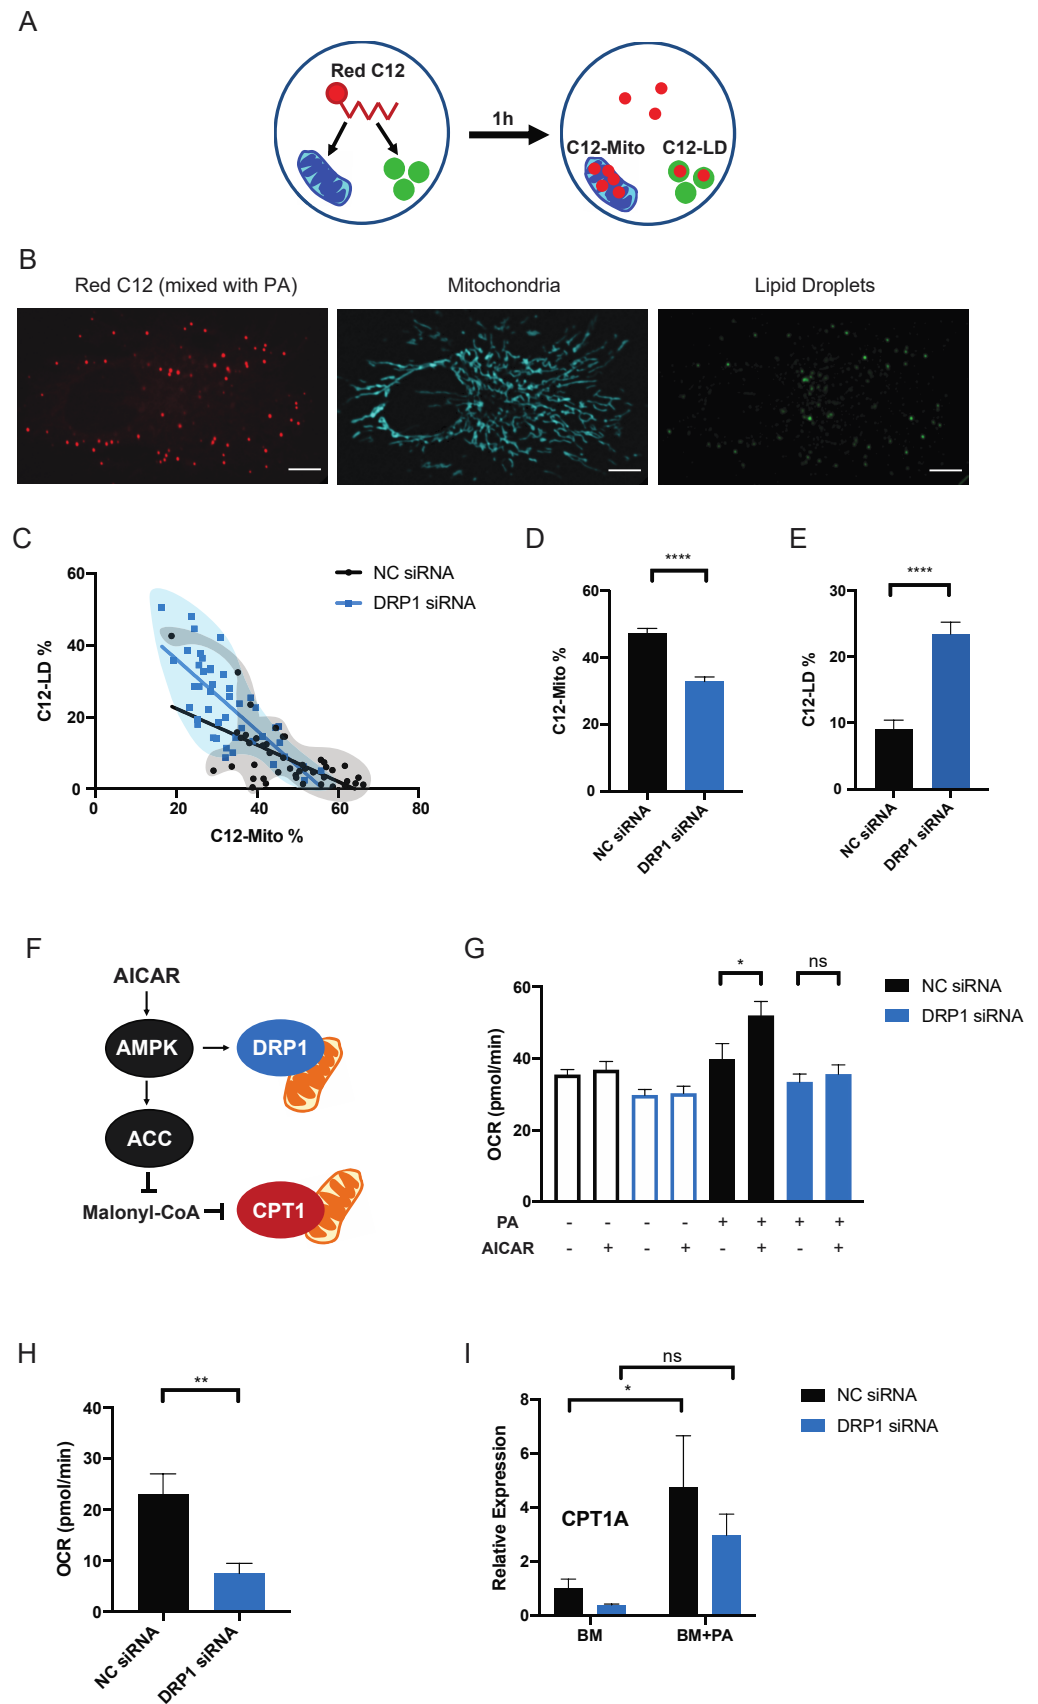 A
Red C12
1h
C12-Mito C12-LD
B
Red C12 (mixed with PA) Mitochondria Lipid Droplets
C
60
40
20
0
0 20 40 60 80
C12-LD %
C12-Mito %
NC siRNA
DRP1 siRNA
D
****
60
40
20
0
C12-Mito %
NC siRNA
DRP1 siRNA
E
****
30
20
10
0
C12-LD %
NC siRNA
DRP1 siRNA
F
AICAR
AMPK DRP1
ACC
Malonyl-CoA CPT1
G
* ns
NC siRNA
DRP1 siRNA
60
40
20
0
OCR (pmol/min)
PA - - - - + + + +
AICAR - + - + - + - +
H
**
40
30
20
10
0
OCR (pmol/min)
NC siRNA
DRP1 siRNA
I
ns
*
NC siRNA
DRP1 siRNA
8
6
4
2
0
Relative Expression
CPT1A
BM BM+PA